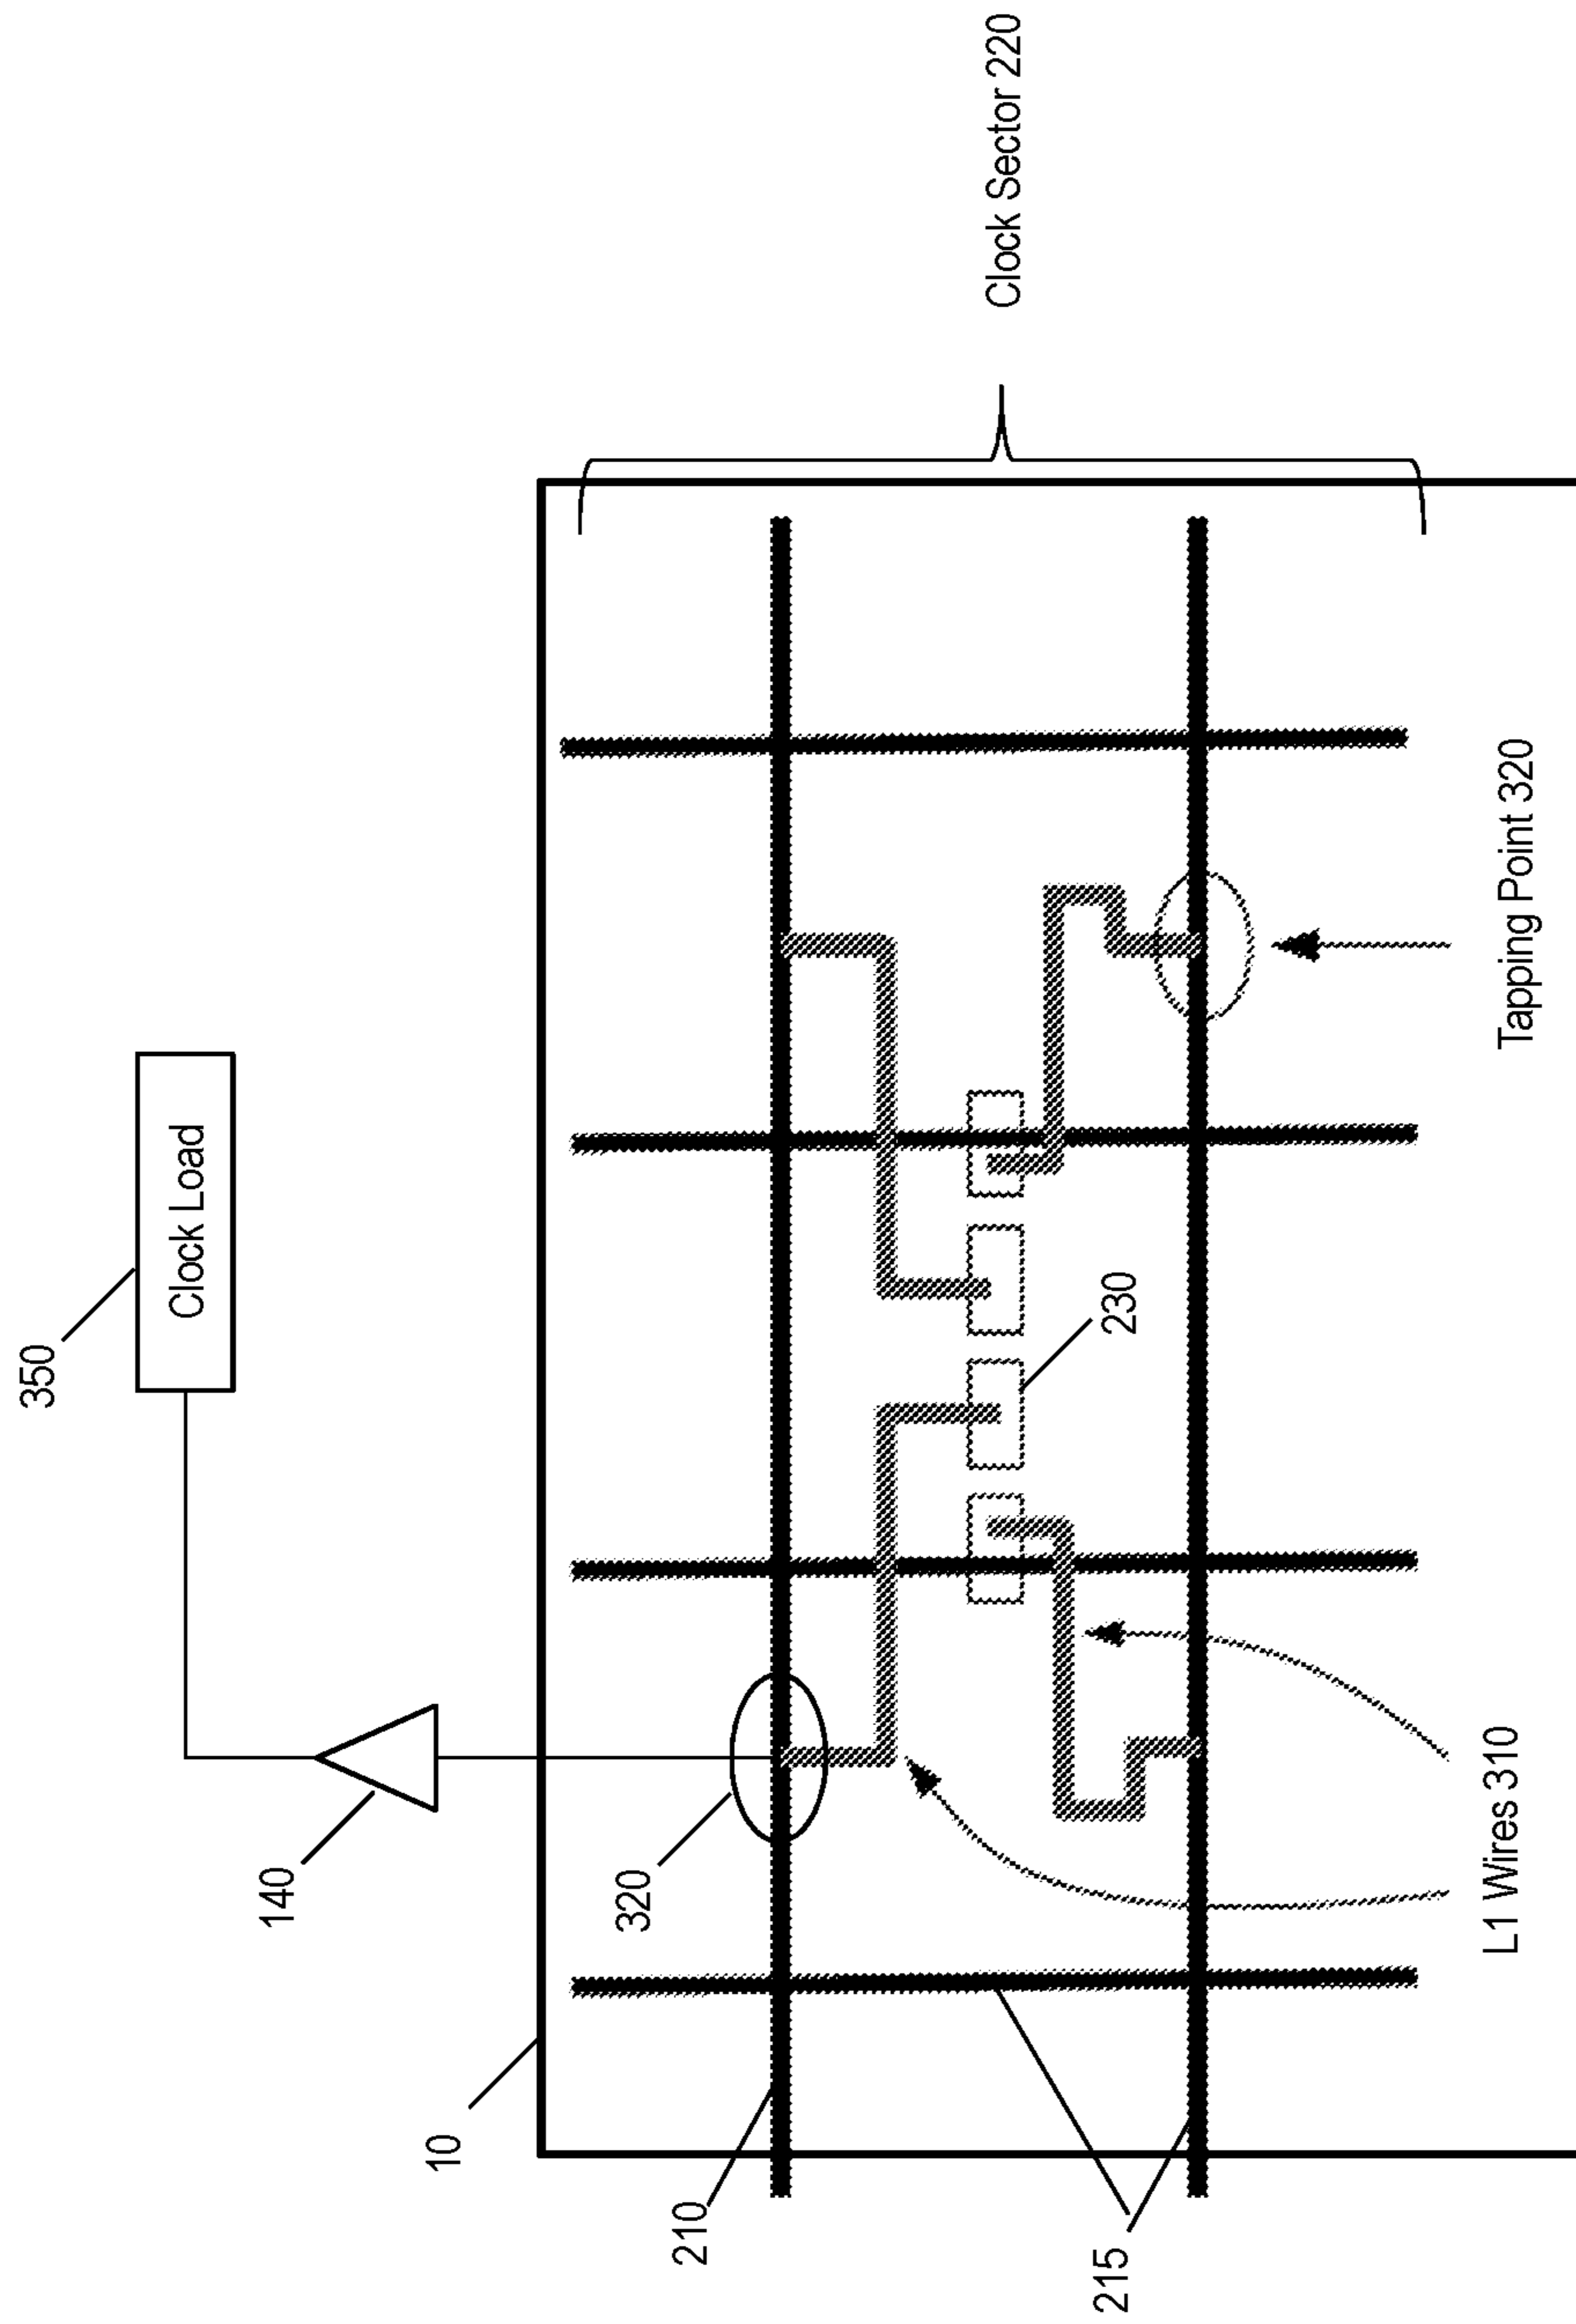 350
Clock Load
140
320
10
210
215
230
L1 Wires 310
Tapping Point 320
Clock Sector 220